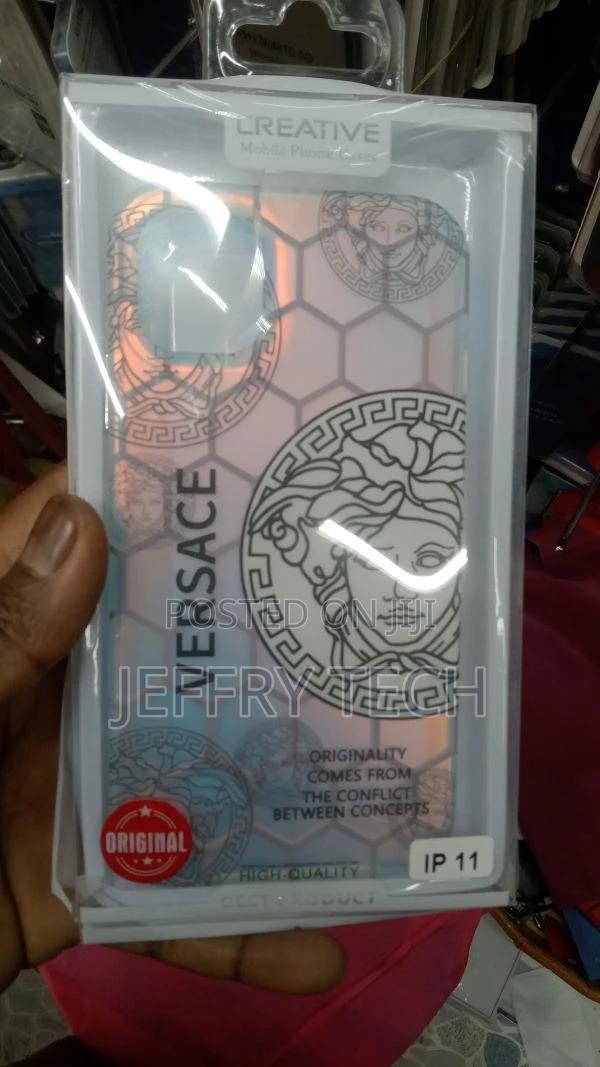 CREATIVE
Mobile Phone Cases
VERSACE
POSTED ON JIJI
JEFFRY TECH
ORIGINALITY
COMES FROM
THE CONFLICT
BETWEEN CONCEPTS
ORIGINAL
IP 11
HIGH-QUALITY
BEST PRODUCT